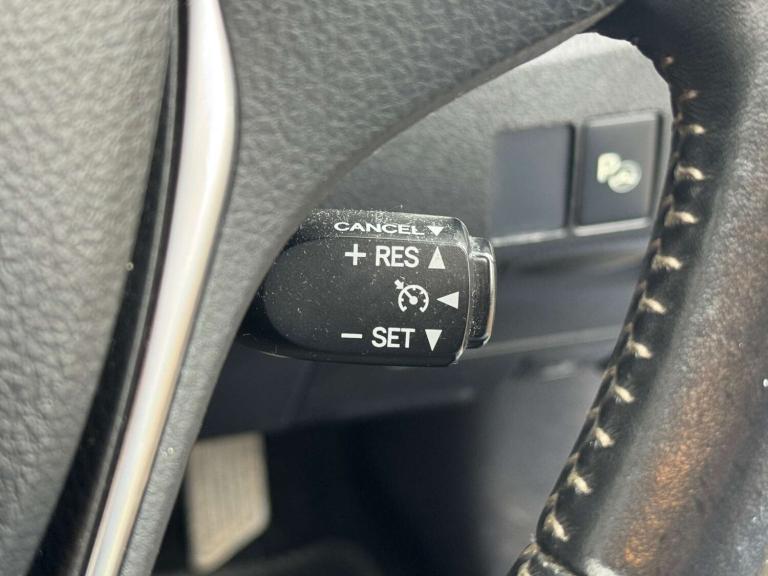 CANCEL▼
+ RES ▲
− SET ▼
P